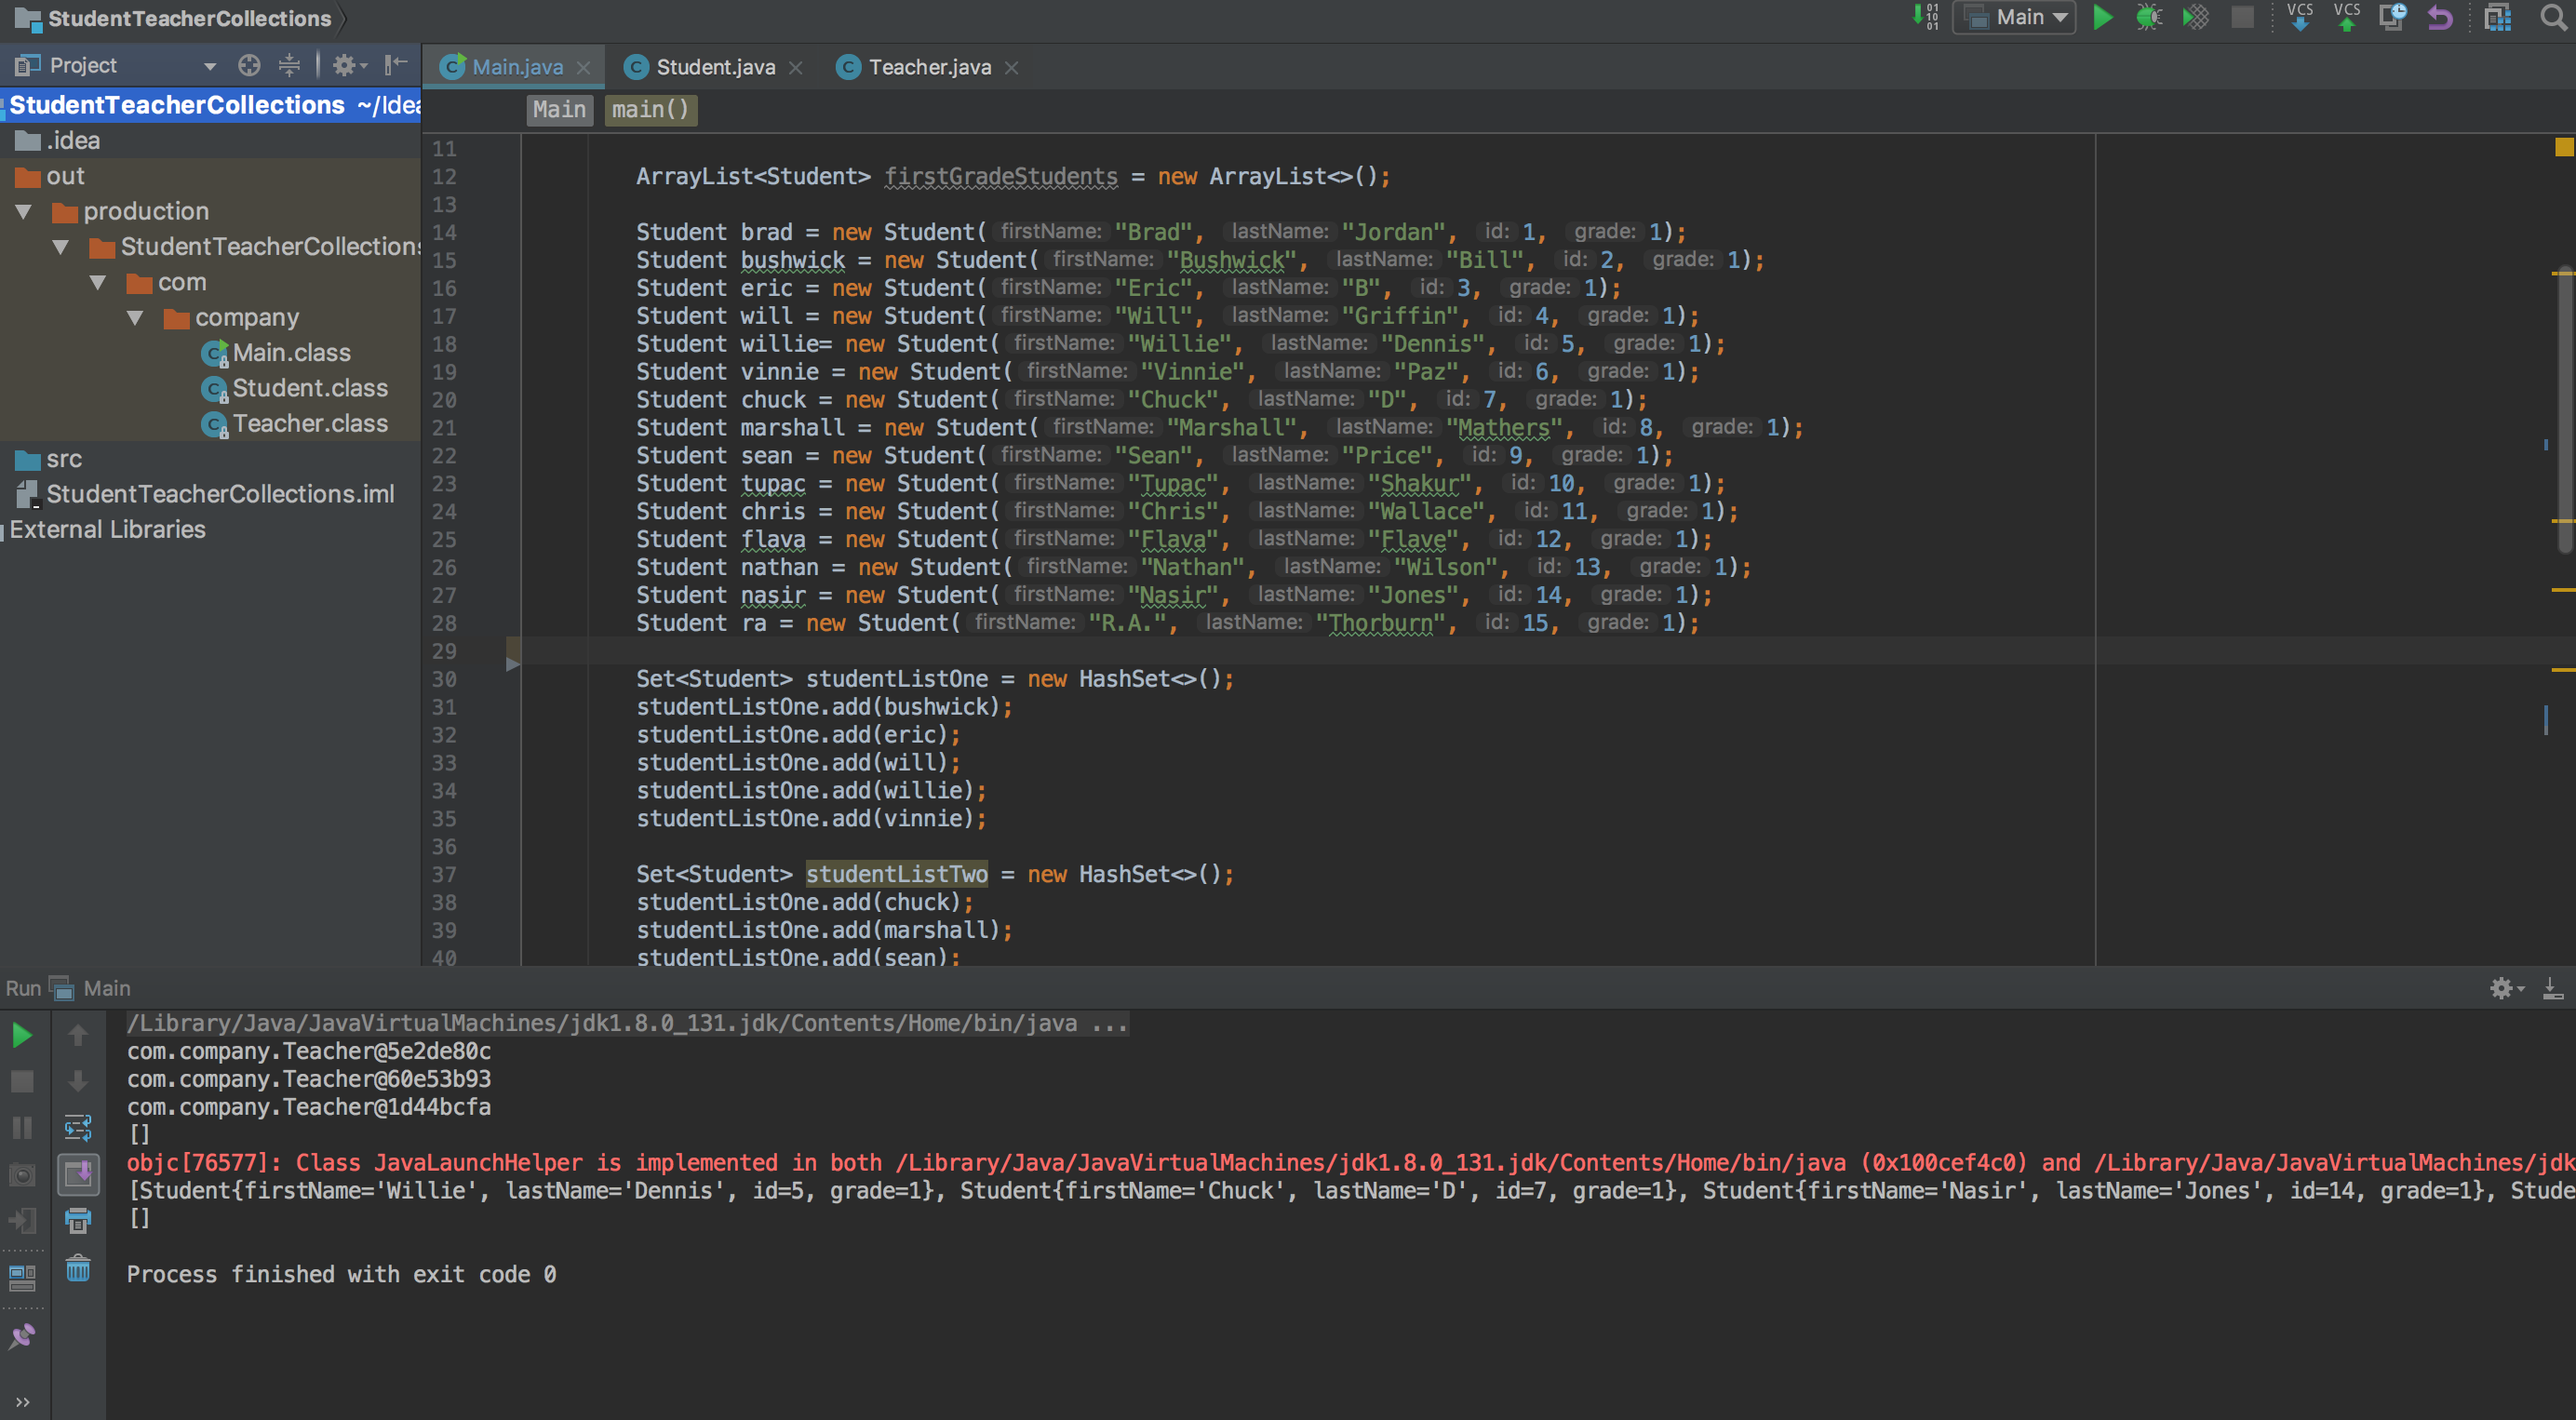 StudentTeacherCollections
Main
VCS
VCS
Project
Main.java
Student.java
Teacher.java
StudentTeacherCollections ~/Idea
Main main()
.idea
out
production
StudentTeacherCollections
com
company
Main.class
Student.class
Teacher.class
src
StudentTeacherCollections.iml
External Libraries
11
12 ArrayList<Student> firstGradeStudents = new ArrayList<>();
13
14 Student brad = new Student( firstName: "Brad", lastName: "Jordan", id: 1, grade: 1);
15 Student bushwick = new Student( firstName: "Bushwick", lastName: "Bill", id: 2, grade: 1);
16 Student eric = new Student( firstName: "Eric", lastName: "B", id: 3, grade: 1);
17 Student will = new Student( firstName: "Will", lastName: "Griffin", id: 4, grade: 1);
18 Student willie= new Student( firstName: "Willie", lastName: "Dennis", id: 5, grade: 1);
19 Student vinnie = new Student( firstName: "Vinnie", lastName: "Paz", id: 6, grade: 1);
20 Student chuck = new Student( firstName: "Chuck", lastName: "D", id: 7, grade: 1);
21 Student marshall = new Student( firstName: "Marshall", lastName: "Mathers", id: 8, grade: 1);
22 Student sean = new Student( firstName: "Sean", lastName: "Price", id: 9, grade: 1);
23 Student tupac = new Student( firstName: "Tupac", lastName: "Shakur", id: 10, grade: 1);
24 Student chris = new Student( firstName: "Chris", lastName: "Wallace", id: 11, grade: 1);
25 Student flava = new Student( firstName: "Flava", lastName: "Flave", id: 12, grade: 1);
26 Student nathan = new Student( firstName: "Nathan", lastName: "Wilson", id: 13, grade: 1);
27 Student nasir = new Student( firstName: "Nasir", lastName: "Jones", id: 14, grade: 1);
28 Student ra = new Student( firstName: "R.A.", lastName: "Thorburn", id: 15, grade: 1);
29
30 Set<Student> studentListOne = new HashSet<>();
31 studentListOne.add(bushwick);
32 studentListOne.add(eric);
33 studentListOne.add(will);
34 studentListOne.add(willie);
35 studentListOne.add(vinnie);
36
37 Set<Student> studentListTwo = new HashSet<>();
38 studentListOne.add(chuck);
39 studentListOne.add(marshall);
40 studentListOne.add(sean);
Run Main
/Library/Java/JavaVirtualMachines/jdk1.8.0_131.jdk/Contents/Home/bin/java ...
com.company.Teacher@5e2de80c
com.company.Teacher@60e53b93
com.company.Teacher@1d44bcfa
[]
objc[76577]: Class JavaLaunchHelper is implemented in both /Library/Java/JavaVirtualMachines/jdk1.8.0_131.jdk/Contents/Home/bin/java (0x100cef4c0) and /Library/Java/JavaVirtualMachines/jdk
[Student{firstName='Willie', lastName='Dennis', id=5, grade=1}, Student{firstName='Chuck', lastName='D', id=7, grade=1}, Student{firstName='Nasir', lastName='Jones', id=14, grade=1}, Stude
[]
Process finished with exit code 0